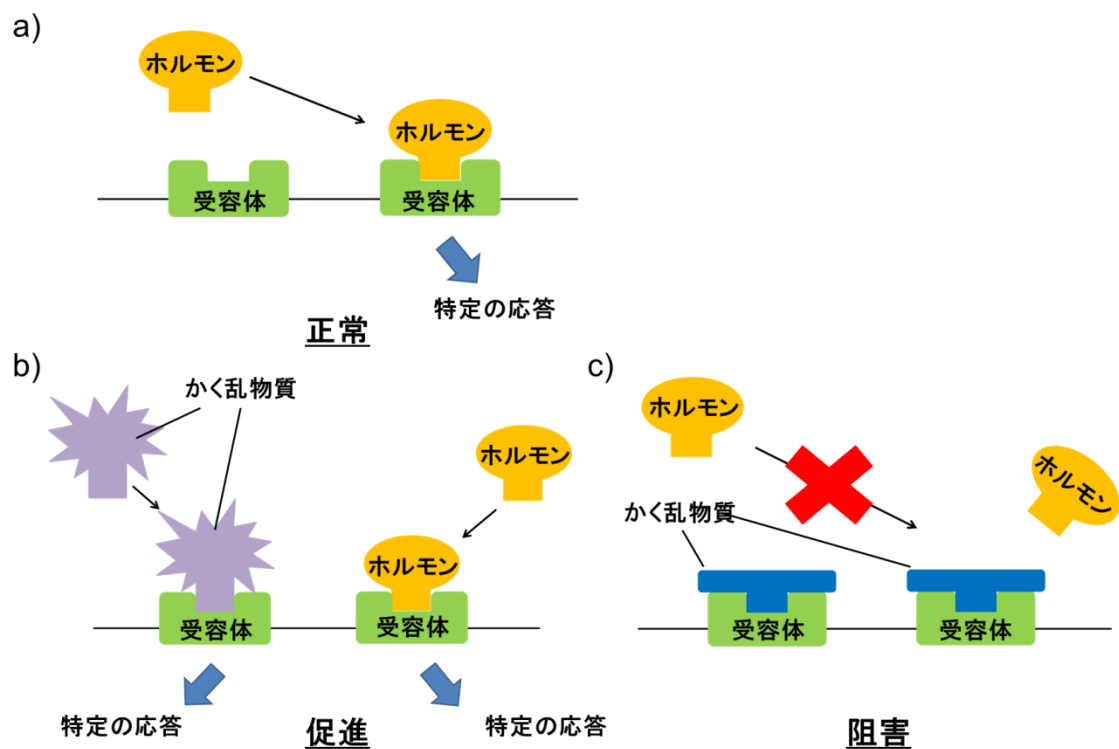 a)
ホルモン
ホルモン
受容体
受容体
特定の応答
正常
b)
かく乱物質
ホルモン
ホルモン
受容体
受容体
特定の応答
促進
特定の応答
c)
ホルモン
ホルモン
かく乱物質
受容体
受容体
阻害